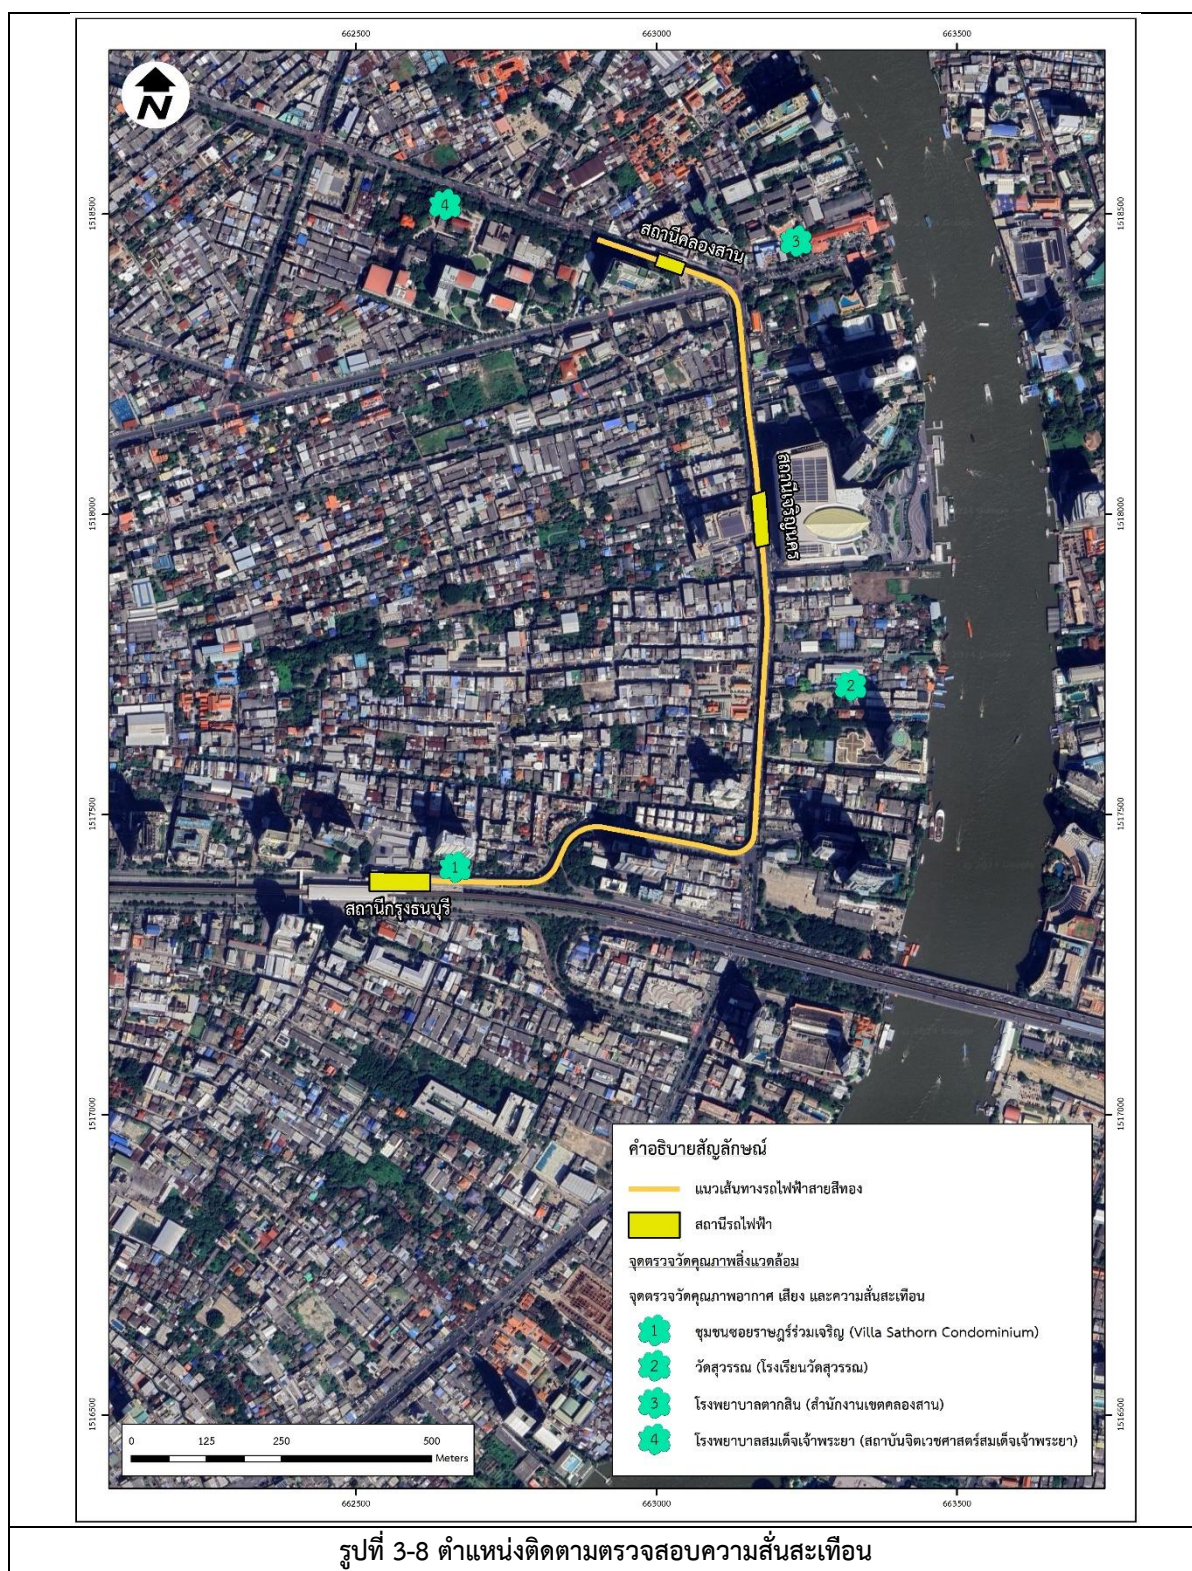 662500 663000 663500
N
1518500 1518500
4
3
สถานีคลองสาน
สถานีเจริญนคร
1518000 1518000
2
1517500 1517500
1
สถานีกรุงธนบุรี
1517000 1517000
คำอธิบายสัญลักษณ์
แนวเส้นทางรถไฟฟ้าสายสีทอง
สถานีรถไฟฟ้า
จุดตรวจวัดคุณภาพสิ่งแวดล้อม
จุดตรวจวัดคุณภาพอากาศ เสียง และความสั่นสะเทือน
1 ชุมชนซอยราษฎร์ร่วมเจริญ (Villa Sathorn Condominium)
2 วัดสุวรรณ (โรงเรียนวัดสุวรรณ)
3 โรงพยาบาลตากสิน (สำนักงานเขตคลองสาน)
4 โรงพยาบาลสมเด็จเจ้าพระยา (สถาบันจิตเวชศาสตร์สมเด็จเจ้าพระยา)
1516500 1516500
0 125 250 500
Meters
662500 663000 663500
รูปที่ 3-8 ตำแหน่งติดตามตรวจสอบความสั่นสะเทือน